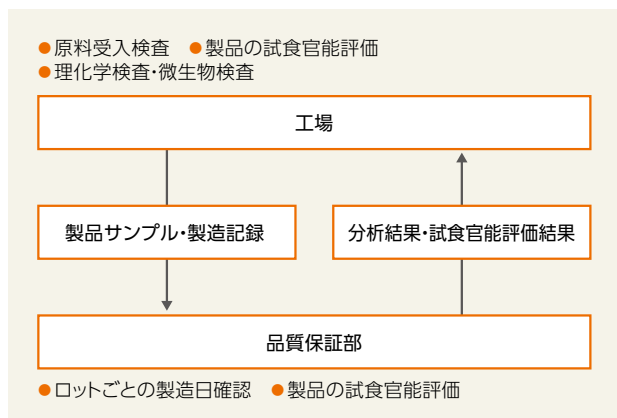 ●原料受入検査 ●製品の試食官能評価
●理化学検査・微生物検査
工場
製品サンプル・製造記録
分析結果・試食官能評価結果
品質保証部
●ロットごとの製造日確認 ●製品の試食官能評価